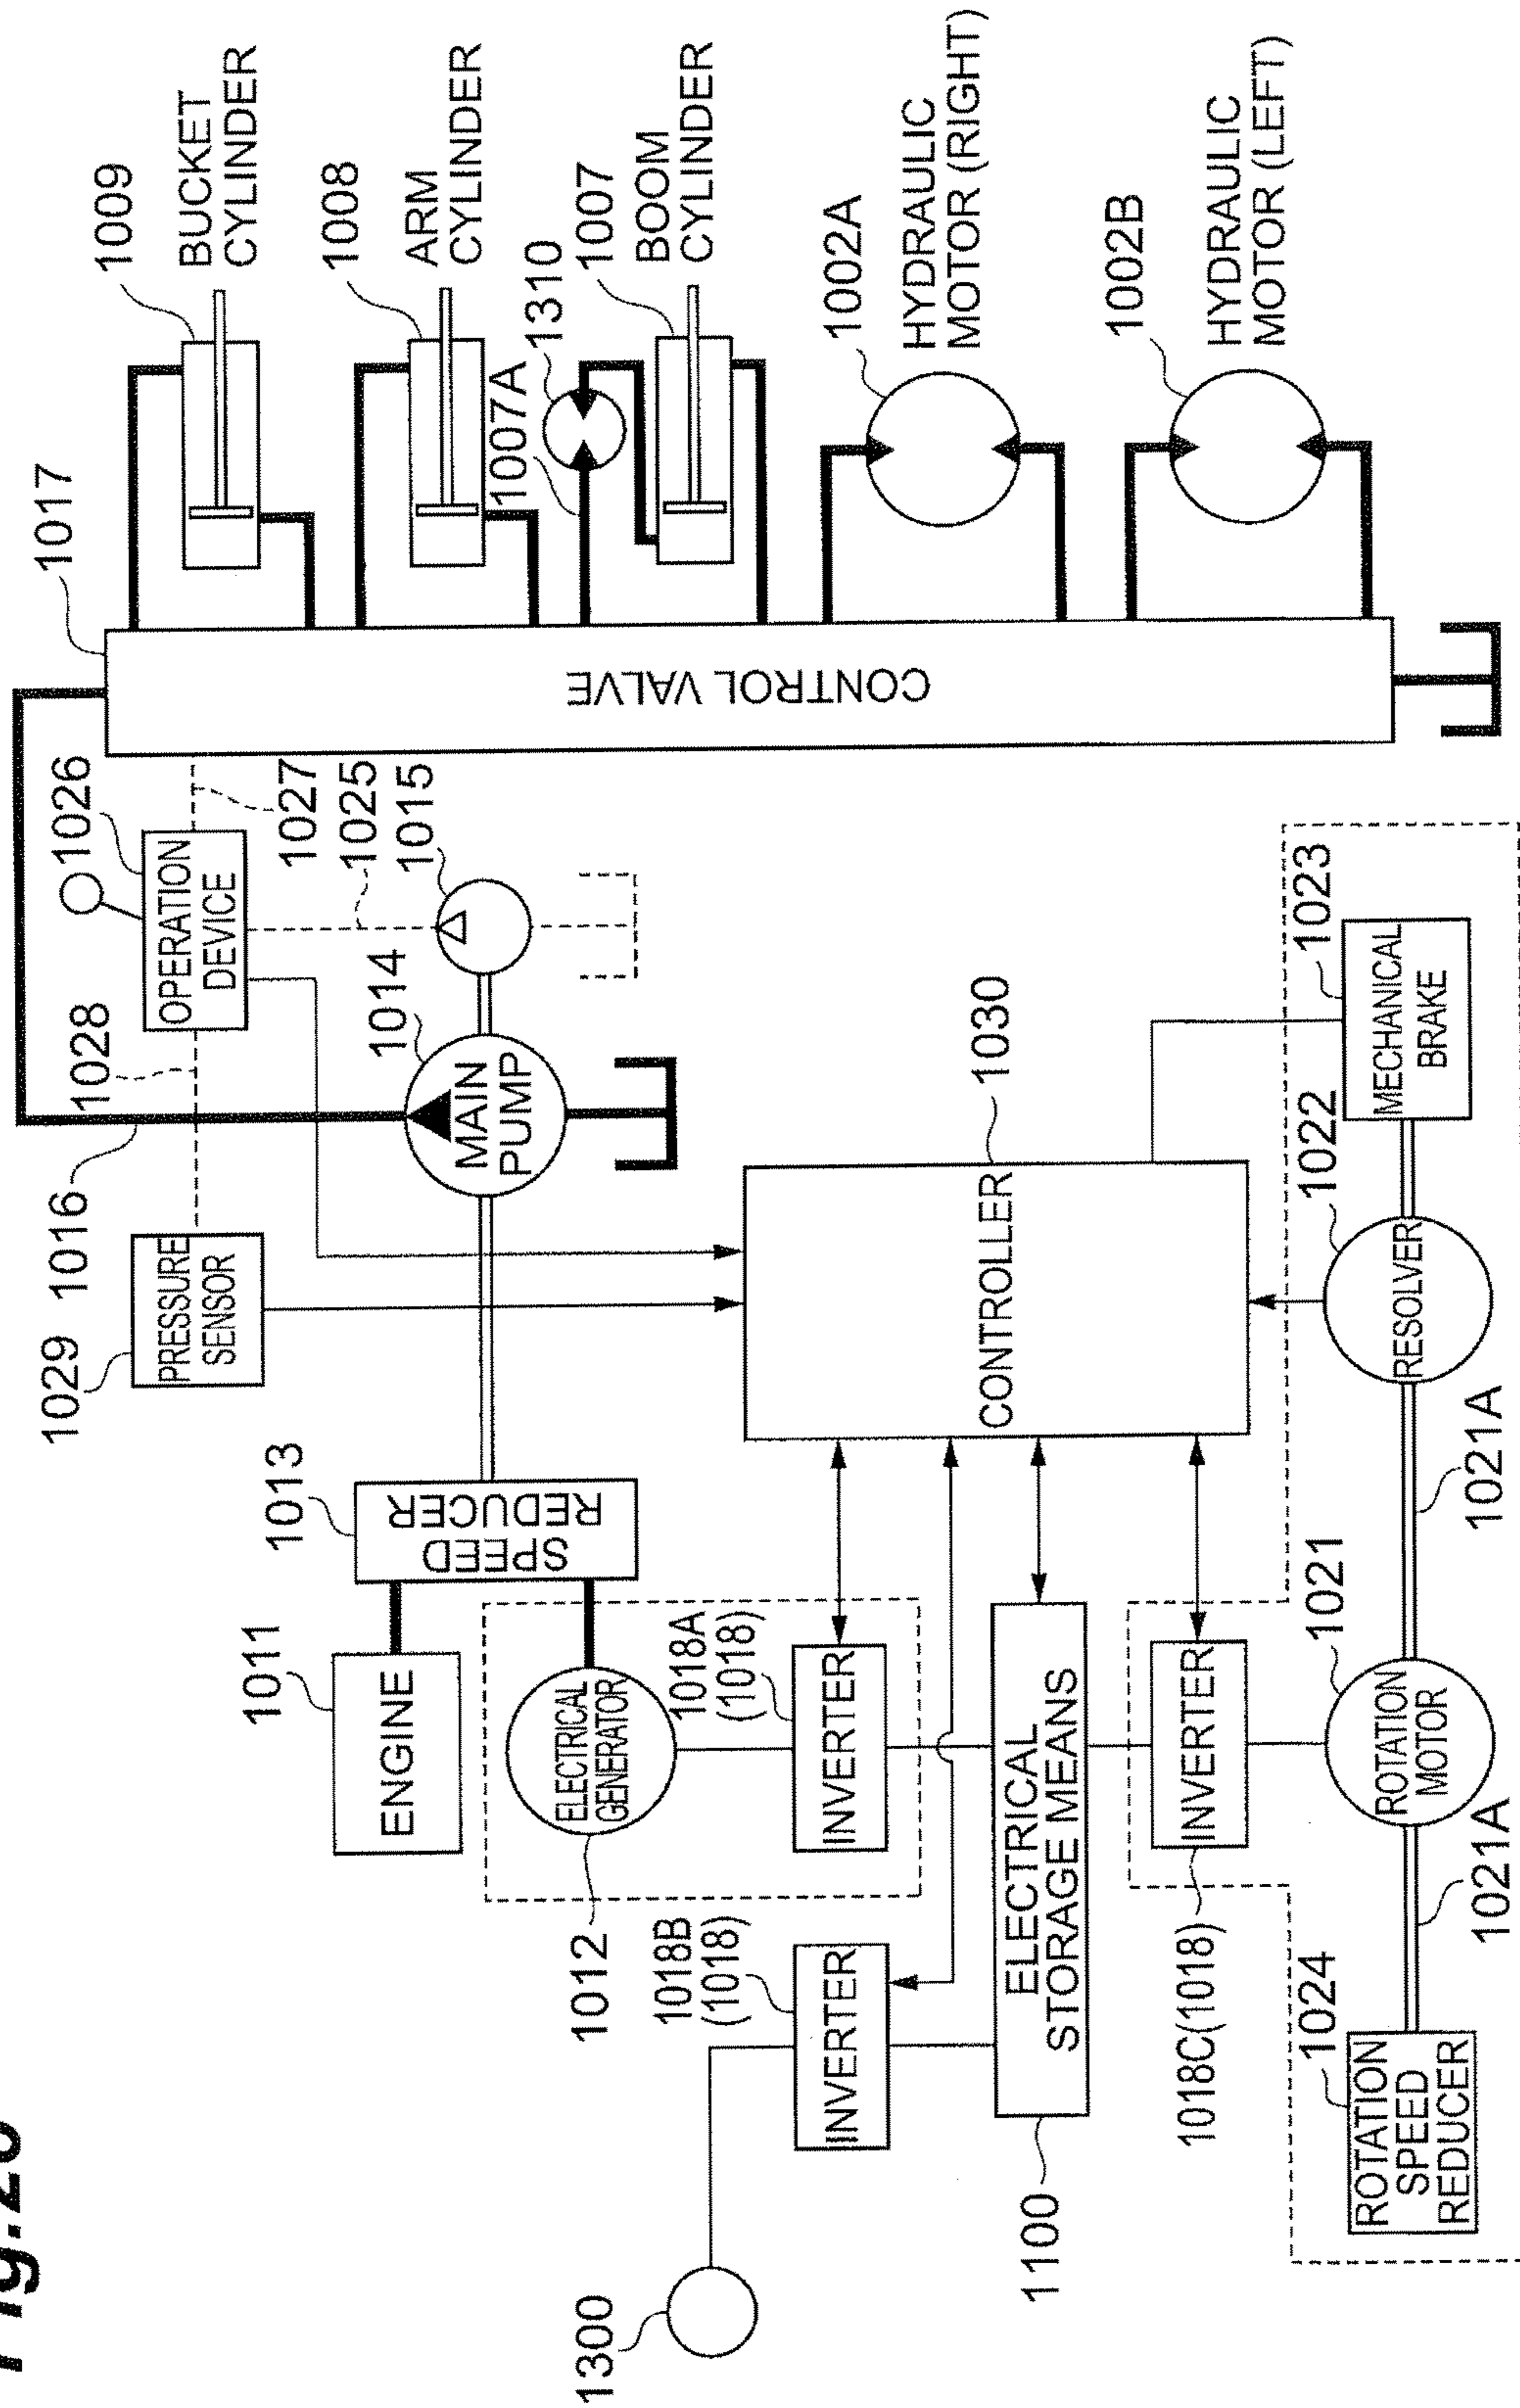 1029
1016
1028
1026
1017
1009
PRESSURE
SENSOR
OPERATION
DEVICE
BUCKET
CYLINDER
1011
1013
1027
1025
1015
1008
ENGINE
SPEED
REDUCER
1014
MAIN
PUMP
ARM
CYLINDER
1007A
1310
1012
ELECTRICAL
GENERATOR
1007
BOOM
CYLINDER
1300
1018B
(1018)
1018A
(1018)
INVERTER
INVERTER
CONTROL VALVE
1002A
HYDRAULIC
MOTOR (RIGHT)
1030
CONTROLLER
1100
ELECTRICAL
STORAGE MEANS
1002B
HYDRAULIC
MOTOR (LEFT)
1018C(1018)
INVERTER
1024
1021
1022
1023
ROTATION
SPEED
REDUCER
ROTATION
MOTOR
RESOLVER
MECHANICAL
BRAKE
1021A
1021A